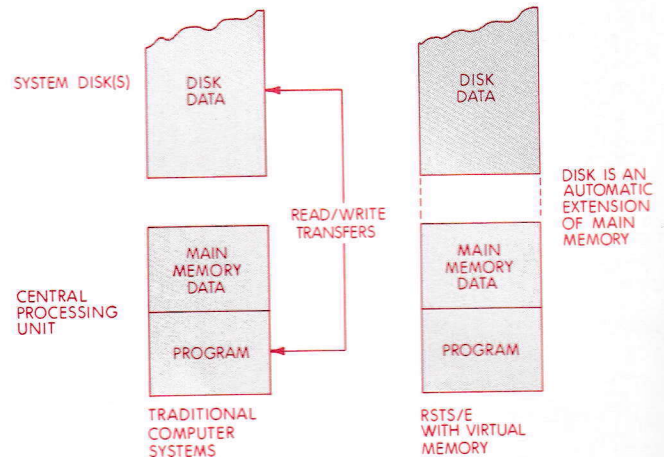 SYSTEM DISK(S)
DISK
DATA
READ/WRITE
TRANSFERS
CENTRAL
PROCESSING
UNIT
MAIN
MEMORY
DATA
PROGRAM
TRADITIONAL
COMPUTER
SYSTEMS
DISK
DATA
DISK IS AN
AUTOMATIC
EXTENSION
OF MAIN
MEMORY
MAIN
MEMORY
DATA
PROGRAM
RSTS/E
WITH VIRTUAL
MEMORY